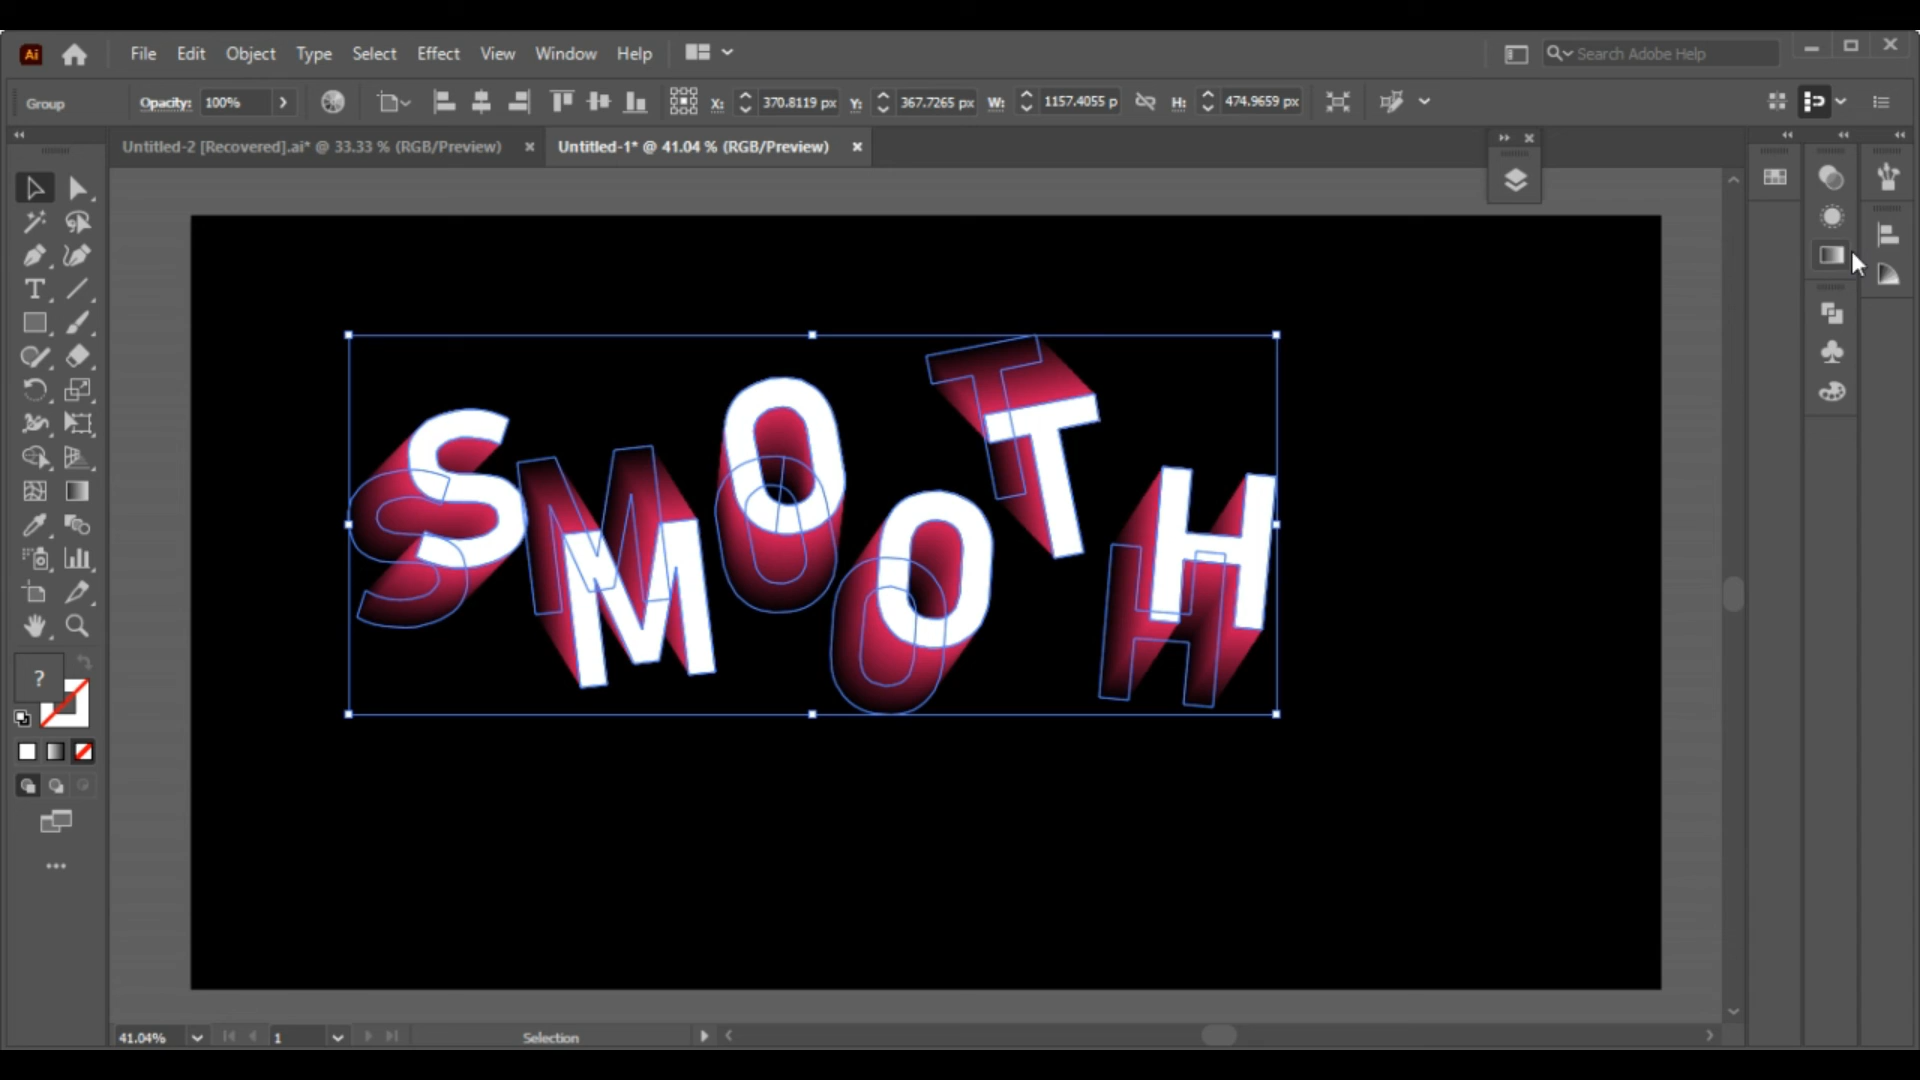 Ai File Edit Object Type Select Effect View Window Help Search Adobe Help
Group Opacity: 100% X: 370.8119 px Y: 367.7265 px W: 1157.4055 p H: 474.9659 px
Untitled-2 [Recovered].ai* @ 33.33 % (RGB/Preview) Untitled-1* @ 41.04 % (RGB/Preview)
SMOOTH
?
41.04% 1 Selection